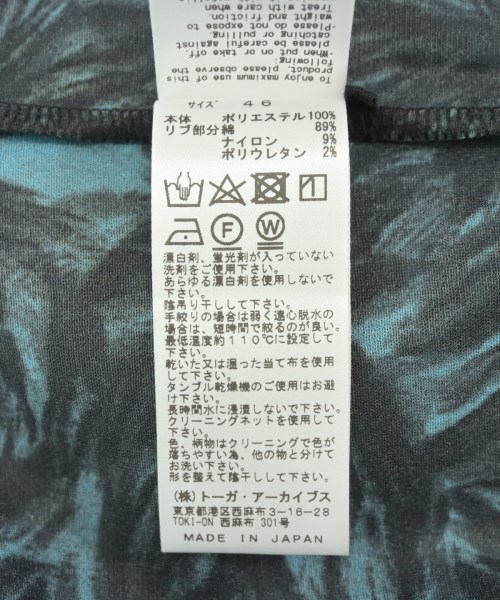 To enjoy maximum use of this
product, please observe the
following:
-When put on or take off,
please be careful against
catching or pulling.
-Please do not expose to
weight and friction.
Treat with care when
サイズ 46
本体 ポリエステル100%
リブ部分 綿 89%
ナイロン 9%
ポリウレタン 2%
F W
漂白剤、蛍光剤が入っていない
洗剤をご使用下さい。
あらゆる漂白剤を使用しないで
下さい。
陰吊り干しして下さい。
手絞りの場合は弱く遠心脱水の
場合は、短時間で絞るのが良い。
最低温度約110℃に設定して
下さい。
乾いた又は湿った当て布を使用
して下さい。
タンブル乾燥機のご使用はお避
け下さい。
長時間水に浸漬しないで下さい。
クリーニングネットを使用して
下さい。
色、柄物はクリーニングで色が
落ちやすい為、他の物と分けて
お洗い下さい。
形を整えて陰干しして下さい。
(株)トーガ・アーカイブス
東京都港区西麻布3-16-28
TOKI-ON 西麻布 301号
MADE IN JAPAN